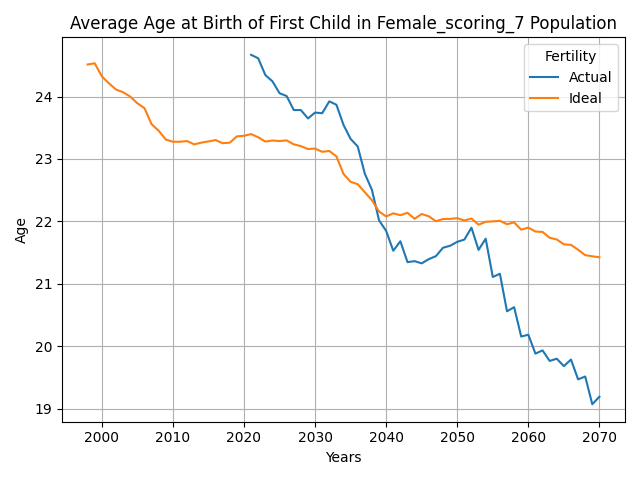 Average Age at Birth of First Child in Female_scoring_7 Population
Fertility
Actual
Ideal
24
23
22
21
20
19
Age
2000 2010 2020 2030 2040 2050 2060 2070
Years